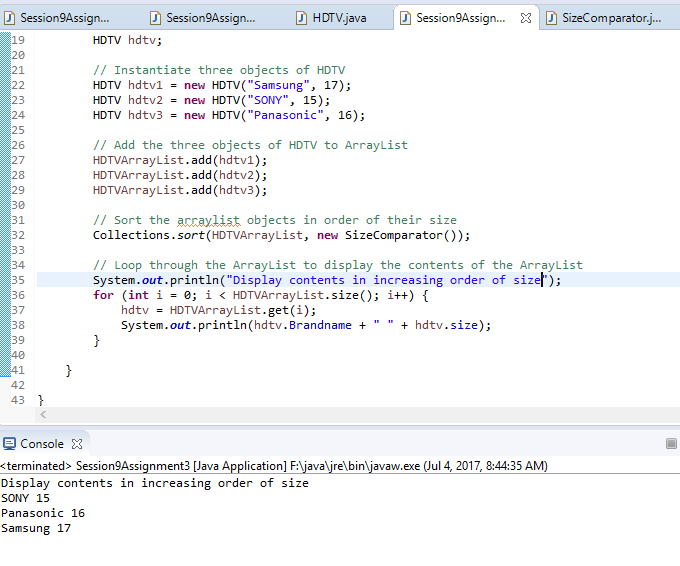 Session9Assign... Session9Assign... HDTV.java Session9Assign... SizeComparator.j...
19 HDTV hdtv;
20
21 // Instantiate three objects of HDTV
22 HDTV hdtv1 = new HDTV("Samsung", 17);
23 HDTV hdtv2 = new HDTV("SONY", 15);
24 HDTV hdtv3 = new HDTV("Panasonic", 16);
25
26 // Add the three objects of HDTV to ArrayList
27 HDTVArrayList.add(hdtv1);
28 HDTVArrayList.add(hdtv2);
29 HDTVArrayList.add(hdtv3);
30
31 // Sort the arraylist objects in order of their size
32 Collections.sort(HDTVArrayList, new SizeComparator());
33
34 // Loop through the ArrayList to display the contents of the ArrayList
35 System.out.println("Display contents in increasing order of size");
36 for (int i = 0; i < HDTVArrayList.size(); i++) {
37 hdtv = HDTVArrayList.get(i);
38 System.out.println(hdtv.Brandname + " " + hdtv.size);
39 }
40
41 }
42
43 }
Console
<terminated> Session9Assignment3 [Java Application] F:\java\jre\bin\javaw.exe (Jul 4, 2017, 8:44:35 AM)
Display contents in increasing order of size
SONY 15
Panasonic 16
Samsung 17